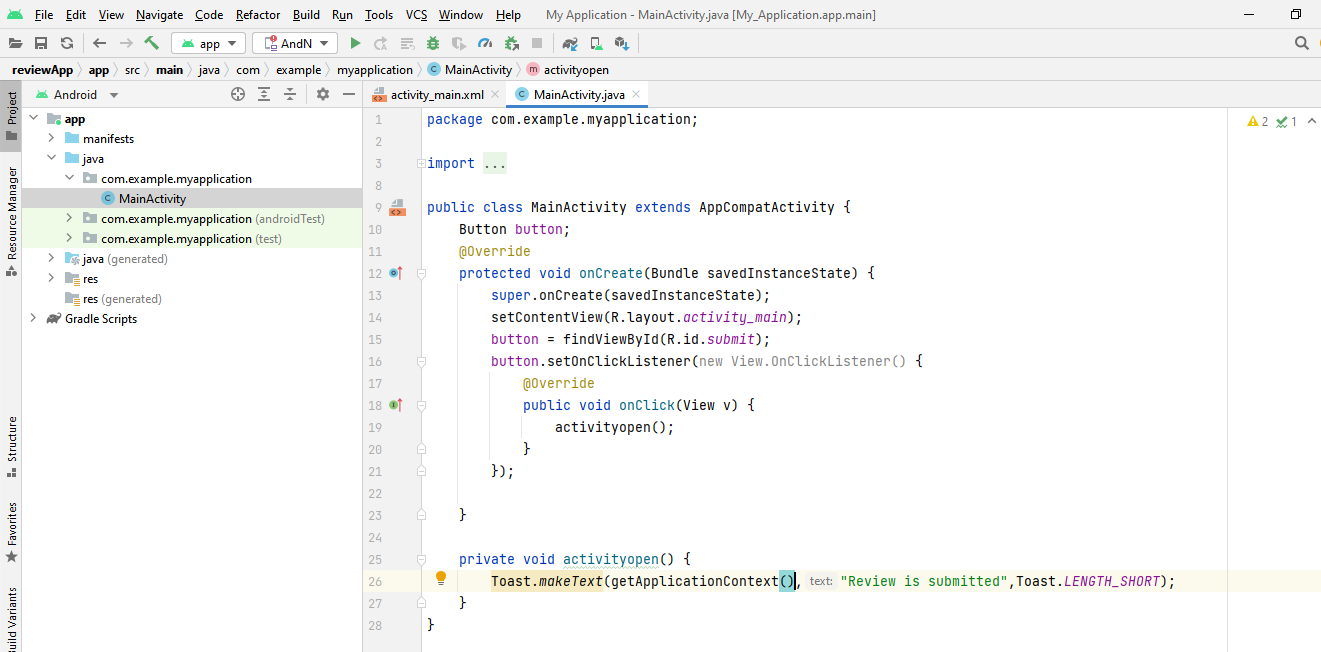 File Edit View Navigate Code Refactor Build Run Tools VCS Window Help My Application - MainActivity.java [My_Application.app.main]
app AndN
reviewApp app src main java com example myapplication C MainActivity m activityopen
Project
Resource Manager
Structure
Favorites
Build Variants
Android
app
manifests
java
com.example.myapplication
C MainActivity
com.example.myapplication (androidTest)
com.example.myapplication (test)
java (generated)
res
res (generated)
Gradle Scripts
activity_main.xml C MainActivity.java
2 1
1 package com.example.myapplication;
2
3 import ...
8
9 public class MainActivity extends AppCompatActivity {
10 Button button;
11 @Override
12 protected void onCreate(Bundle savedInstanceState) {
13 super.onCreate(savedInstanceState);
14 setContentView(R.layout.activity_main);
15 button = findViewById(R.id.submit);
16 button.setOnClickListener(new View.OnClickListener() {
17 @Override
18 public void onClick(View v) {
19 activityopen();
20 }
21 });
22
23 }
24
25 private void activityopen() {
26 Toast.makeText(getApplicationContext(), text: "Review is submitted",Toast.LENGTH_SHORT);
27 }
28 }